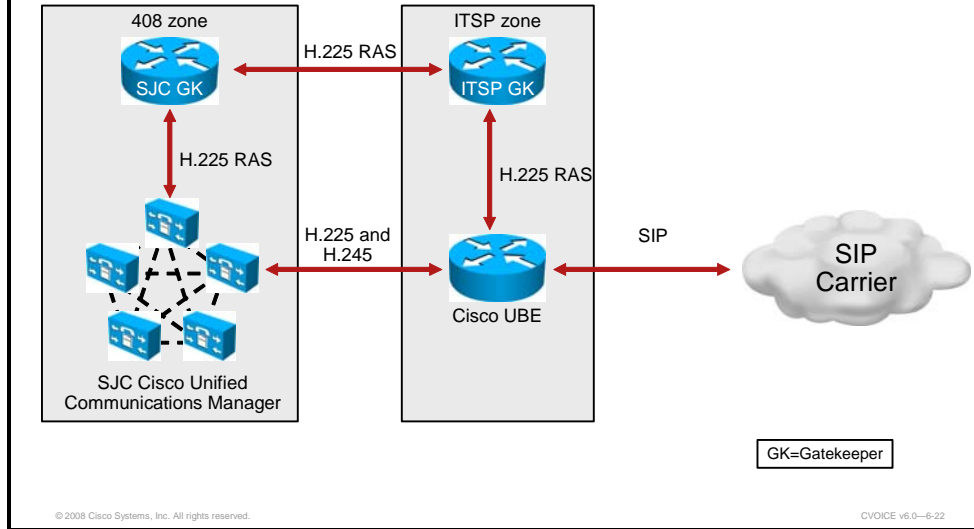 408 zone
ITSP zone
H.225 RAS
SJC GK
ITSP GK
H.225 RAS
H.225 RAS
H.225 and
H.245
SIP
SIP
Carrier
Cisco UBE
SJC Cisco Unified
Communications Manager
GK=Gatekeeper
© 2008 Cisco Systems, Inc. All rights reserved.
CVOICE v6.0—6-22